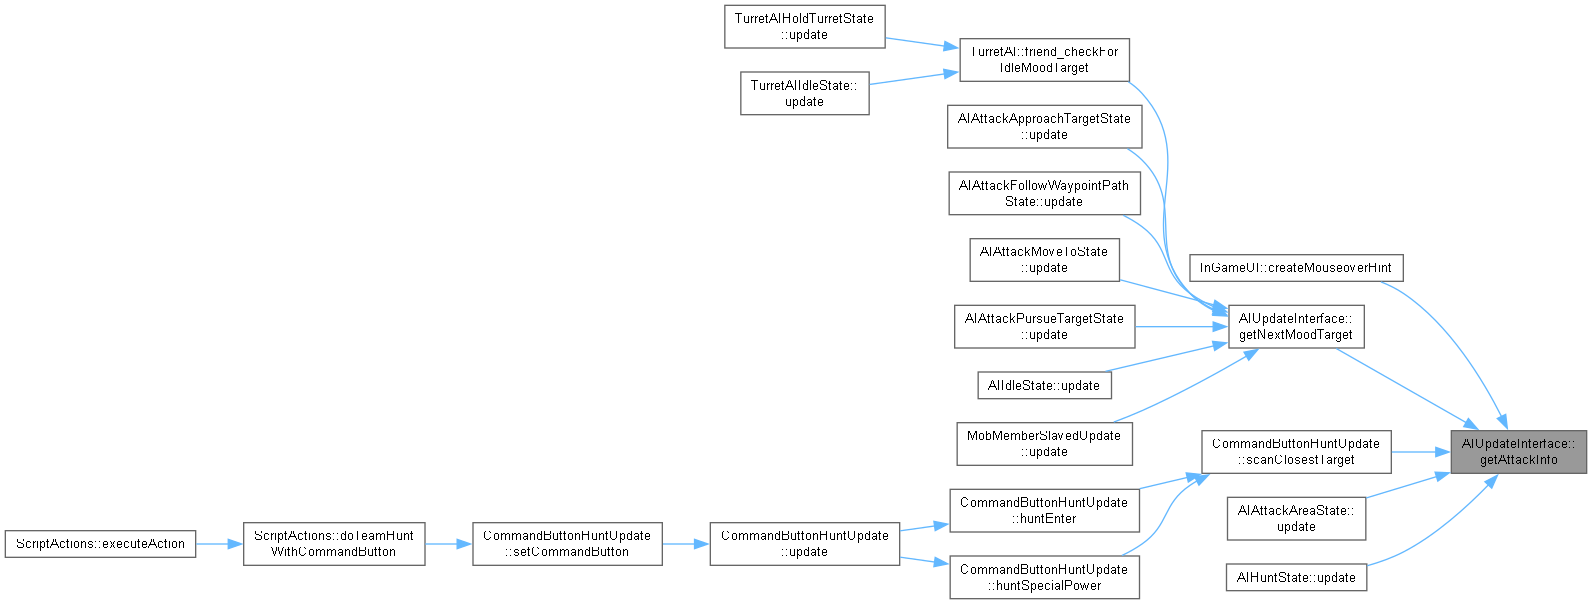 TurretAIHoldTurretState
::update
TurretAI::friend_checkFor
IdleMoodTarget
TurretAIIdleState::
update
AIAttackApproachTargetState
::update
AIAttackFollowWaypointPath
State::update
AIAttackMoveToState
::update
InGameUI::createMouseoverHint
AIAttackPursueTargetState
::update
AIUpdateInterface::
getNextMoodTarget
AIIdleState::update
MobMemberSlavedUpdate
::update
CommandButtonHuntUpdate
::scanClosestTarget
AIUpdateInterface::
getAttackInfo
CommandButtonHuntUpdate
::huntEnter
AIAttackAreaState::
update
ScriptActions::executeAction
ScriptActions::doTeamHunt
WithCommandButton
CommandButtonHuntUpdate
::setCommandButton
CommandButtonHuntUpdate
::update
CommandButtonHuntUpdate
::huntSpecialPower
AIHuntState::update